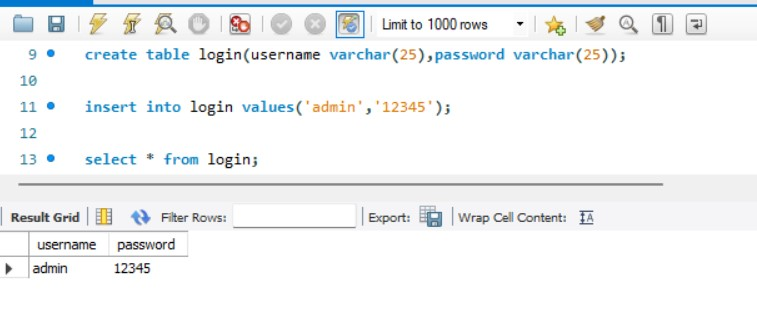 Limit to 1000 rows
9 create table login(username varchar(25),password varchar(25));
10
11 insert into login values('admin','12345');
12
13 select * from login;
Result Grid Filter Rows: Export: Wrap Cell Content: IA
username password
admin 12345